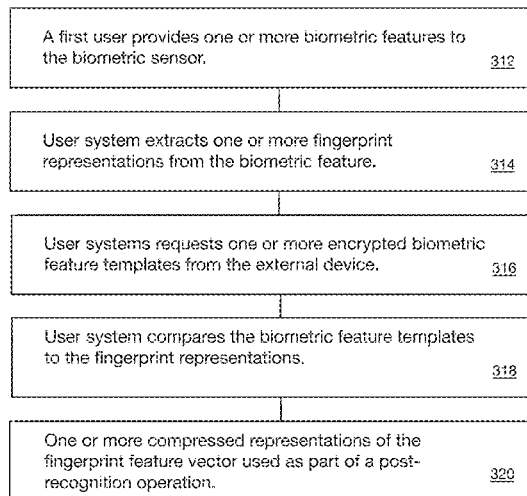 A first user provides one or more biometric features to
the biometric sensor.
312
User system extracts one or more fingerprint
representations from the biometric feature.
314
User systems requests one or more encrypted biometric
feature templates from the external device.
316
User system compares the biometric feature templates
to the fingerprint representations.
318
One or more compressed representations of the
fingerprint feature vector used as part of a post-
recognition operation.
320